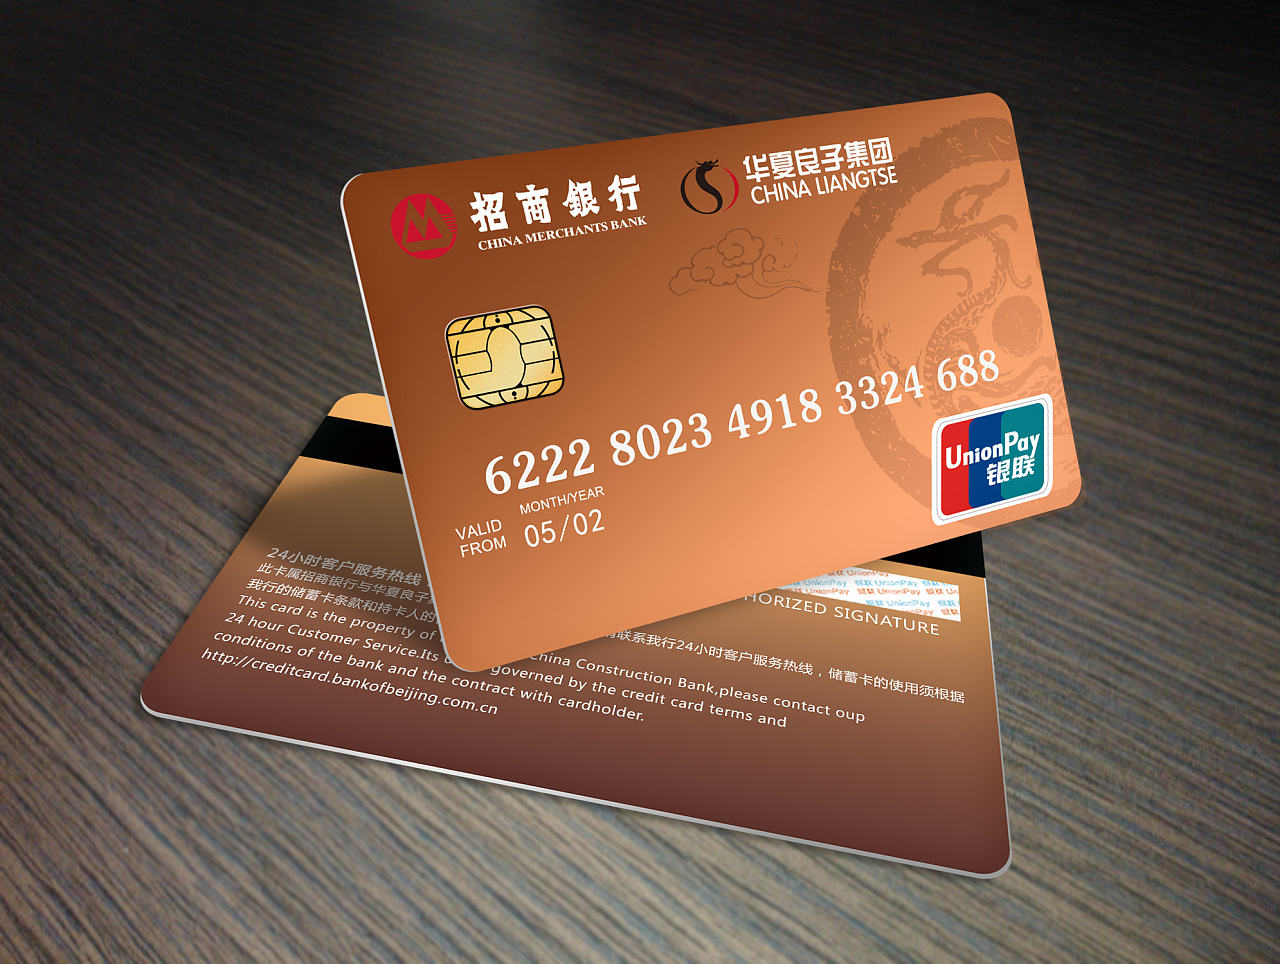 招商銀行
CHINA MERCHANTS BANK
华夏良子集团
CHINA LIANGTSE
6222 8023 4918 3324 688
MONTH/YEAR
VALID
FROM
05/02
UnionPay
银联
HORIZED SIGNATURE
24小时客户服务热线
此卡属招商银行与华夏良子
联系我行24小时客户服务热线，储蓄卡的使用须根据
我行的储蓄卡条款和持卡人的
This card is the property of China Construction Bank,please contact oup
24 hour Customer Service.Its governed by the credit card terms and
conditions of the bank and the contract with cardholder.
http://creditcard.bankofbeijing.com.cn